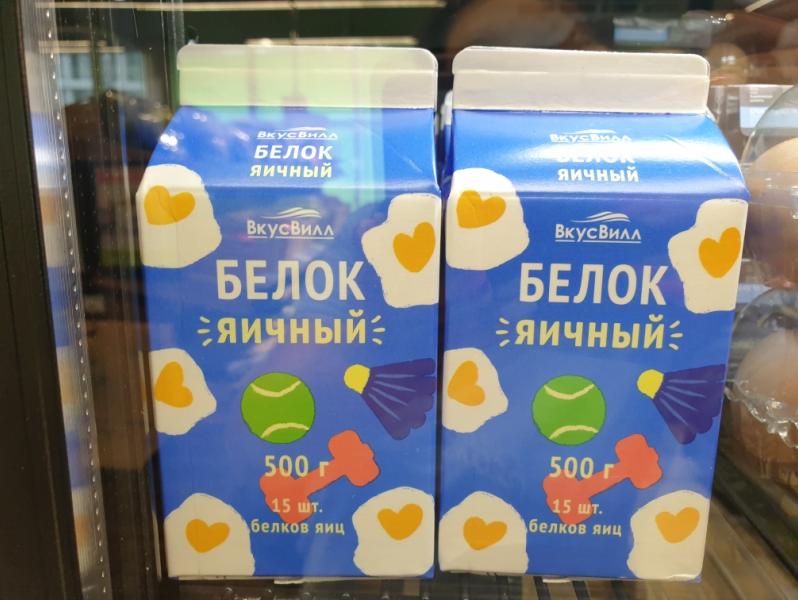 ВкусВилл
БЕЛОК
ЯИЧНЫЙ
ВкусВилл
БЕЛОК
ЯИЧНЫЙ
500 г
15 шт.
белков яиц
ВкусВилл
БЕЛОК
ЯИЧНЫЙ
ВкусВилл
БЕЛОК
ЯИЧНЫЙ
500 г
15 шт.
белков яиц